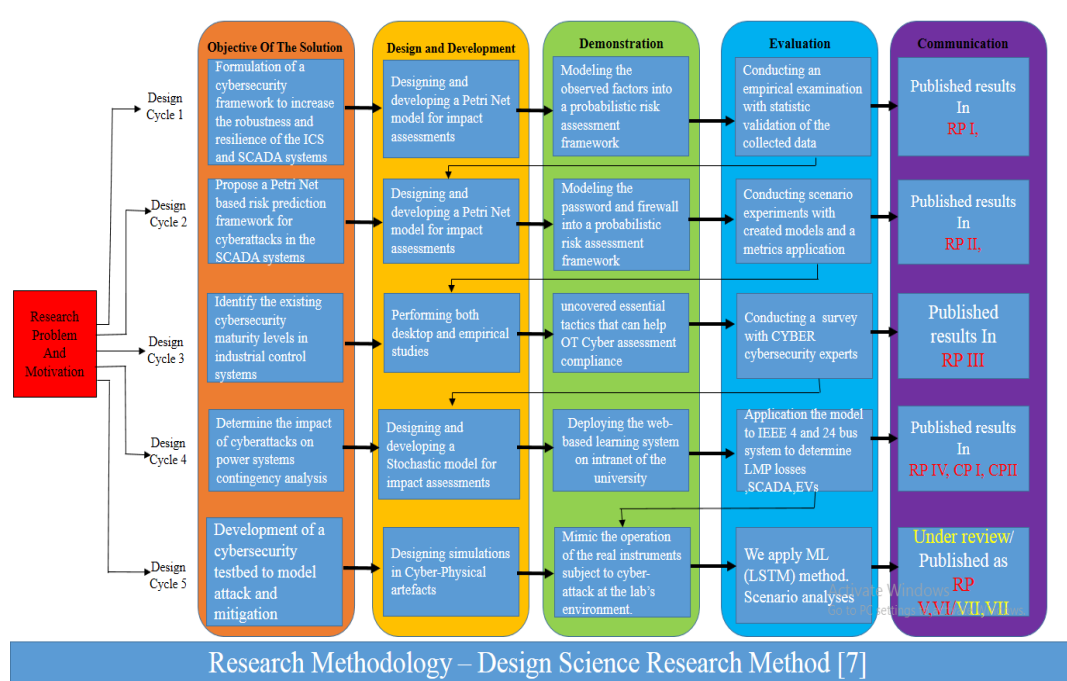 Objective Of The Solution
Design and Development
Demonstration
Evaluation
Communication
Research
Problem
And
Motivation
Design
Cycle 1
Formulation of a
cybersecurity
framework to increase
the robustness and
resilience of the ICS
and SCADA systems
Designing and
developing a Petri Net
model for impact
assessments
Modeling the
observed factors into
a probabilistic risk
assessment
framework
Conducting an
empirical examination
with statistic
validation of the
collected data
Published results
In
RP I,
Design
Cycle 2
Propose a Petri Net
based risk prediction
framework for
cyberattacks in the
SCADA systems
Designing and
developing a Petri Net
model for impact
assessments
Modeling the
password and firewall
into a probabilistic risk
assessment
framework
Conducting scenario
experiments with
created models and a
metrics application
Published results
In
RP II,
Design
Cycle 3
Identify the existing
cybersecurity
maturity levels in
industrial control
systems
Performing both
desktop and empirical
studies
uncovered essential
tactics that can help
OT Cyber assessment
compliance
Conducting a survey
with CYBER
cybersecurity experts
Published
results In
RP III
Design
Cycle 4
Determine the impact
of cyberattacks on
power systems
contingency analysis
Designing and
developing a
Stochastic model for
impact assessments
Deploying the web-
based learning system
on intranet of the
university
Application the model
to IEEE 4 and 24 bus
system to determine
LMP losses
,SCADA,EVs
Published results
In
RP IV, CP I, CPII
Design
Cycle 5
Development of a
cybersecurity
testbed to model
attack and
mitigation
Designing simulations
in Cyber-Physical
artefacts
Mimic the operation
of the real instruments
subject to cyber-
attack at the lab's
environment.
We apply ML
(LSTM) method.
Scenario analyses
Under review/
Published as
RP
V,VI/VII,VII
Activate Windows
Go to PC settings to activate Windows.
Research Methodology – Design Science Research Method [7]